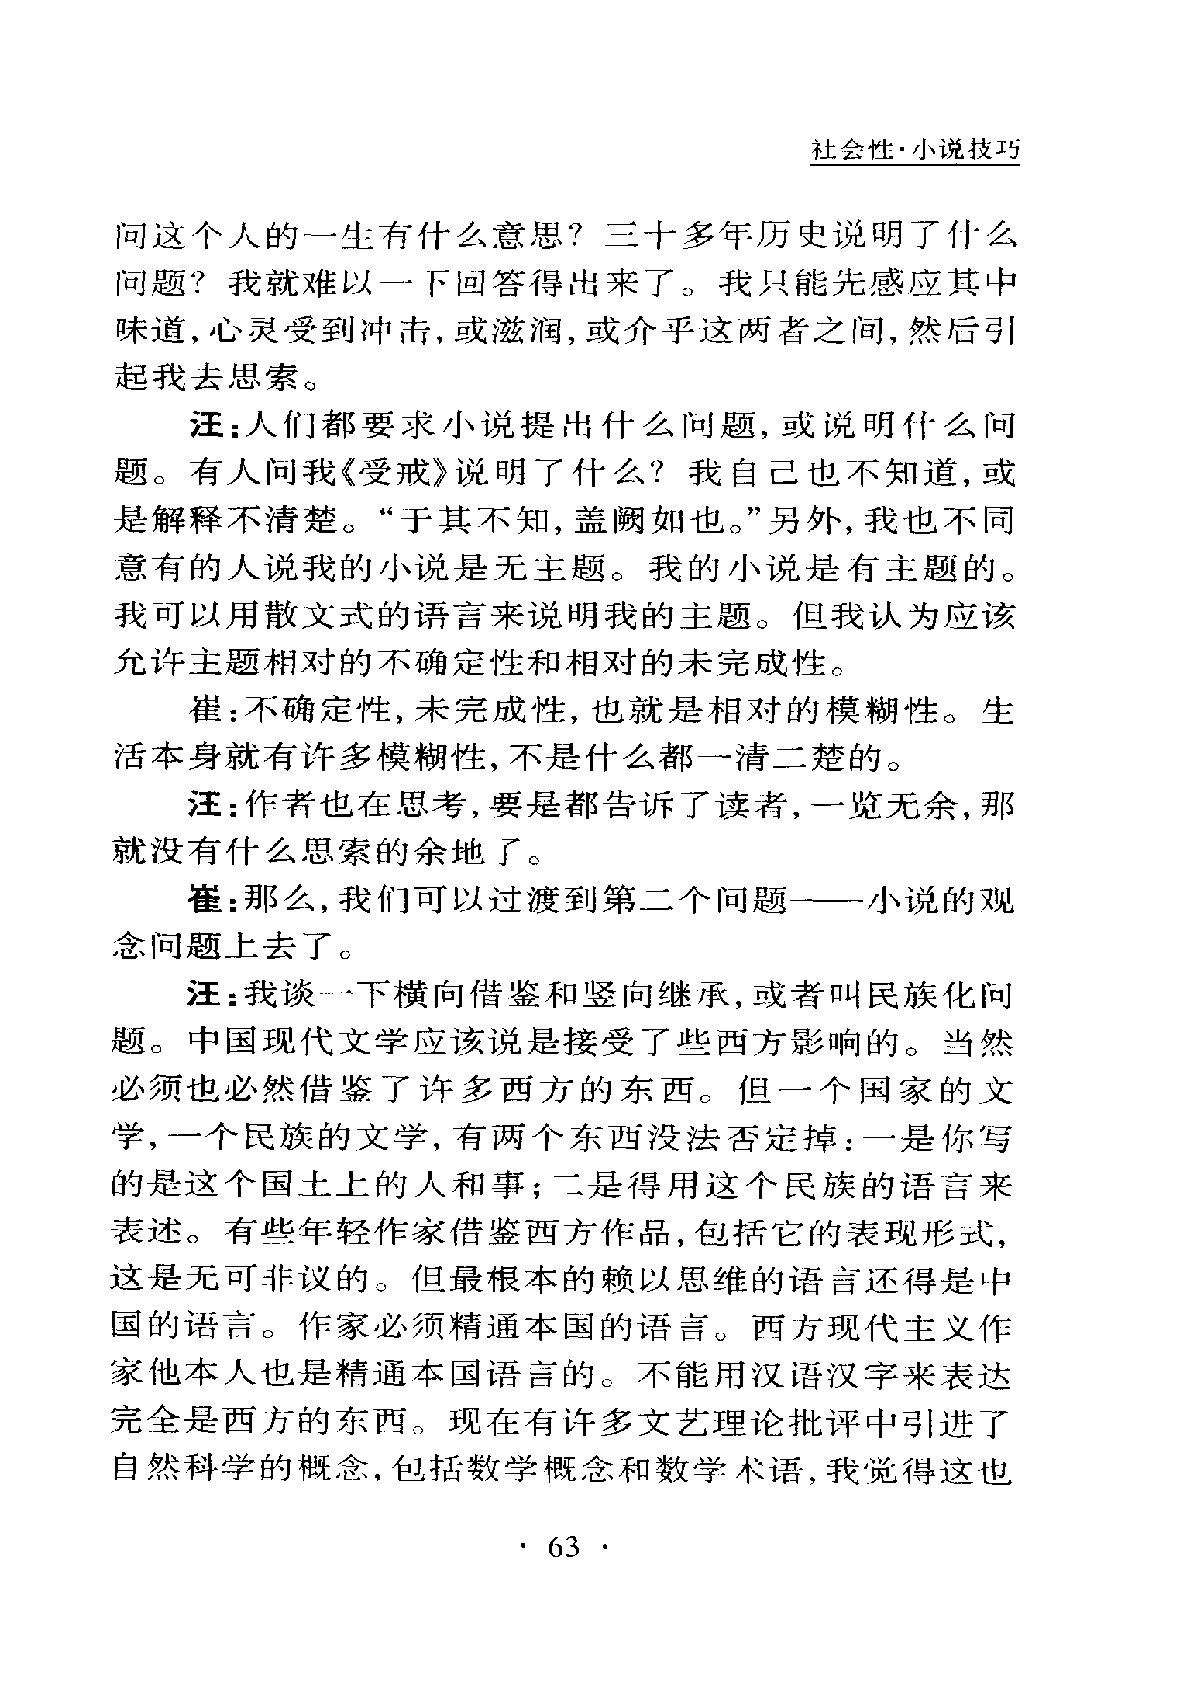 社会性·小说技巧
问这个人的一生有什么意思？三十多年历史说明了什么
问题？我就难以一下回答得出来了。我只能先感应其中
味道，心灵受到冲击，或滋润，或介乎这两者之间，然后引
起我去思索。
汪：人们都要求小说提出什么问题，或说明什么问
题。有人问我《受戒》说明了什么？我自己也不知道，或
是解释不清楚。“于其不知，盖阙如也。”另外，我也不同
意有的人说我的小说是无主题。我的小说是有主题的。
我可以用散文式的语言来说明我的主题。但我认为应该
允许主题相对的不确定性和相对的未完成性。
崔：不确定性，未完成性，也就是相对的模糊性。生
活本身就有许多模糊性，不是什么都一清二楚的。
汪：作者也在思考，要是都告诉了读者，一览无余，那
就没有什么思索的余地了。
崔：那么，我们可以过渡到第二个问题——小说的观
念问题上去了。
汪：我谈一下横向借鉴和竖向继承，或者叫民族化问
题。中国现代文学应该说是接受了些西方影响的。当然
必须也必然借鉴了许多西方的东西。但一个国家的文
学，一个民族的文学，有两个东西没法否定掉：一是你写
的是这个国土上的人和事；二是得用这个民族的语言来
表述。有些年轻作家借鉴西方作品，包括它的表现形式，
这是无可非议的。但最根本的赖以思维的语言还得是中
国的语言。作家必须精通本国的语言。西方现代主义作
家他本人也是精通本国语言的。不能用汉语汉字来表达
完全是西方的东西。现在有许多文艺理论批评中引进了
自然科学的概念，包括数学概念和数学术语，我觉得这也
· 63 ·